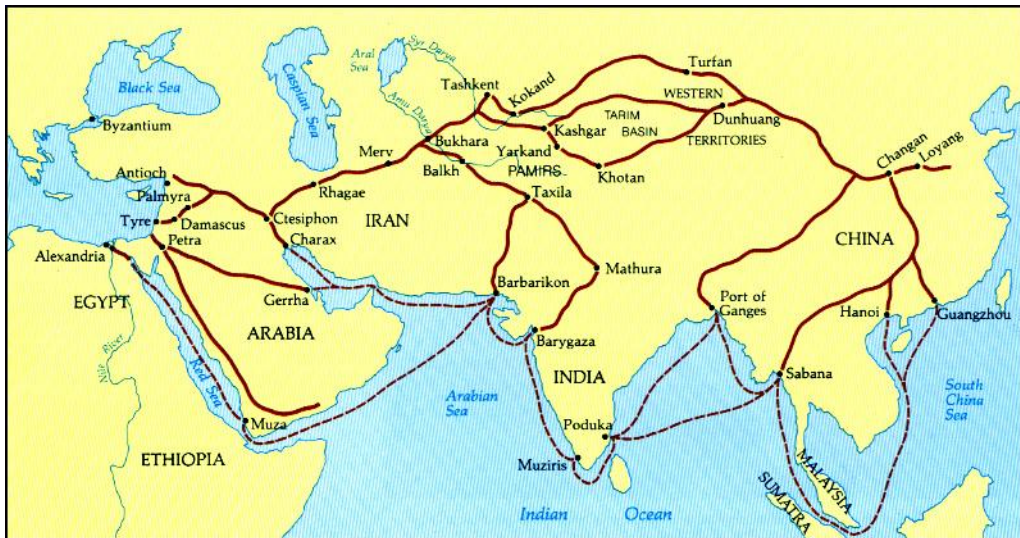 Black Sea
Caspian Sea
Aral
Sea
Syr Darya
Amu Darya
Turfan
Tashkent
Kokand
WESTERN
TERRITORIES
TARIM
BASIN
Dunhuang
Byzantium
Bukhara
Kashgar
Merv
Yarkand
Balkh
PAMIRS
Khotan
Changan
Loyang
Antioch
Palmyra
Rhagae
Taxila
Tyre
Damascus
Ctesiphon
IRAN
Petra
Charax
CHINA
Alexandria
Mathura
EGYPT
Gerrha
Barbarikon
Port of
Ganges
Hanoi
Guangzhou
ARABIA
Nile River
Barygaza
Red Sea
INDIA
Sabana
Arabian
Sea
South
China
Sea
Muza
Poduka
ETHIOPIA
Muziris
MALAYSIA
SUMATRA
Indian Ocean